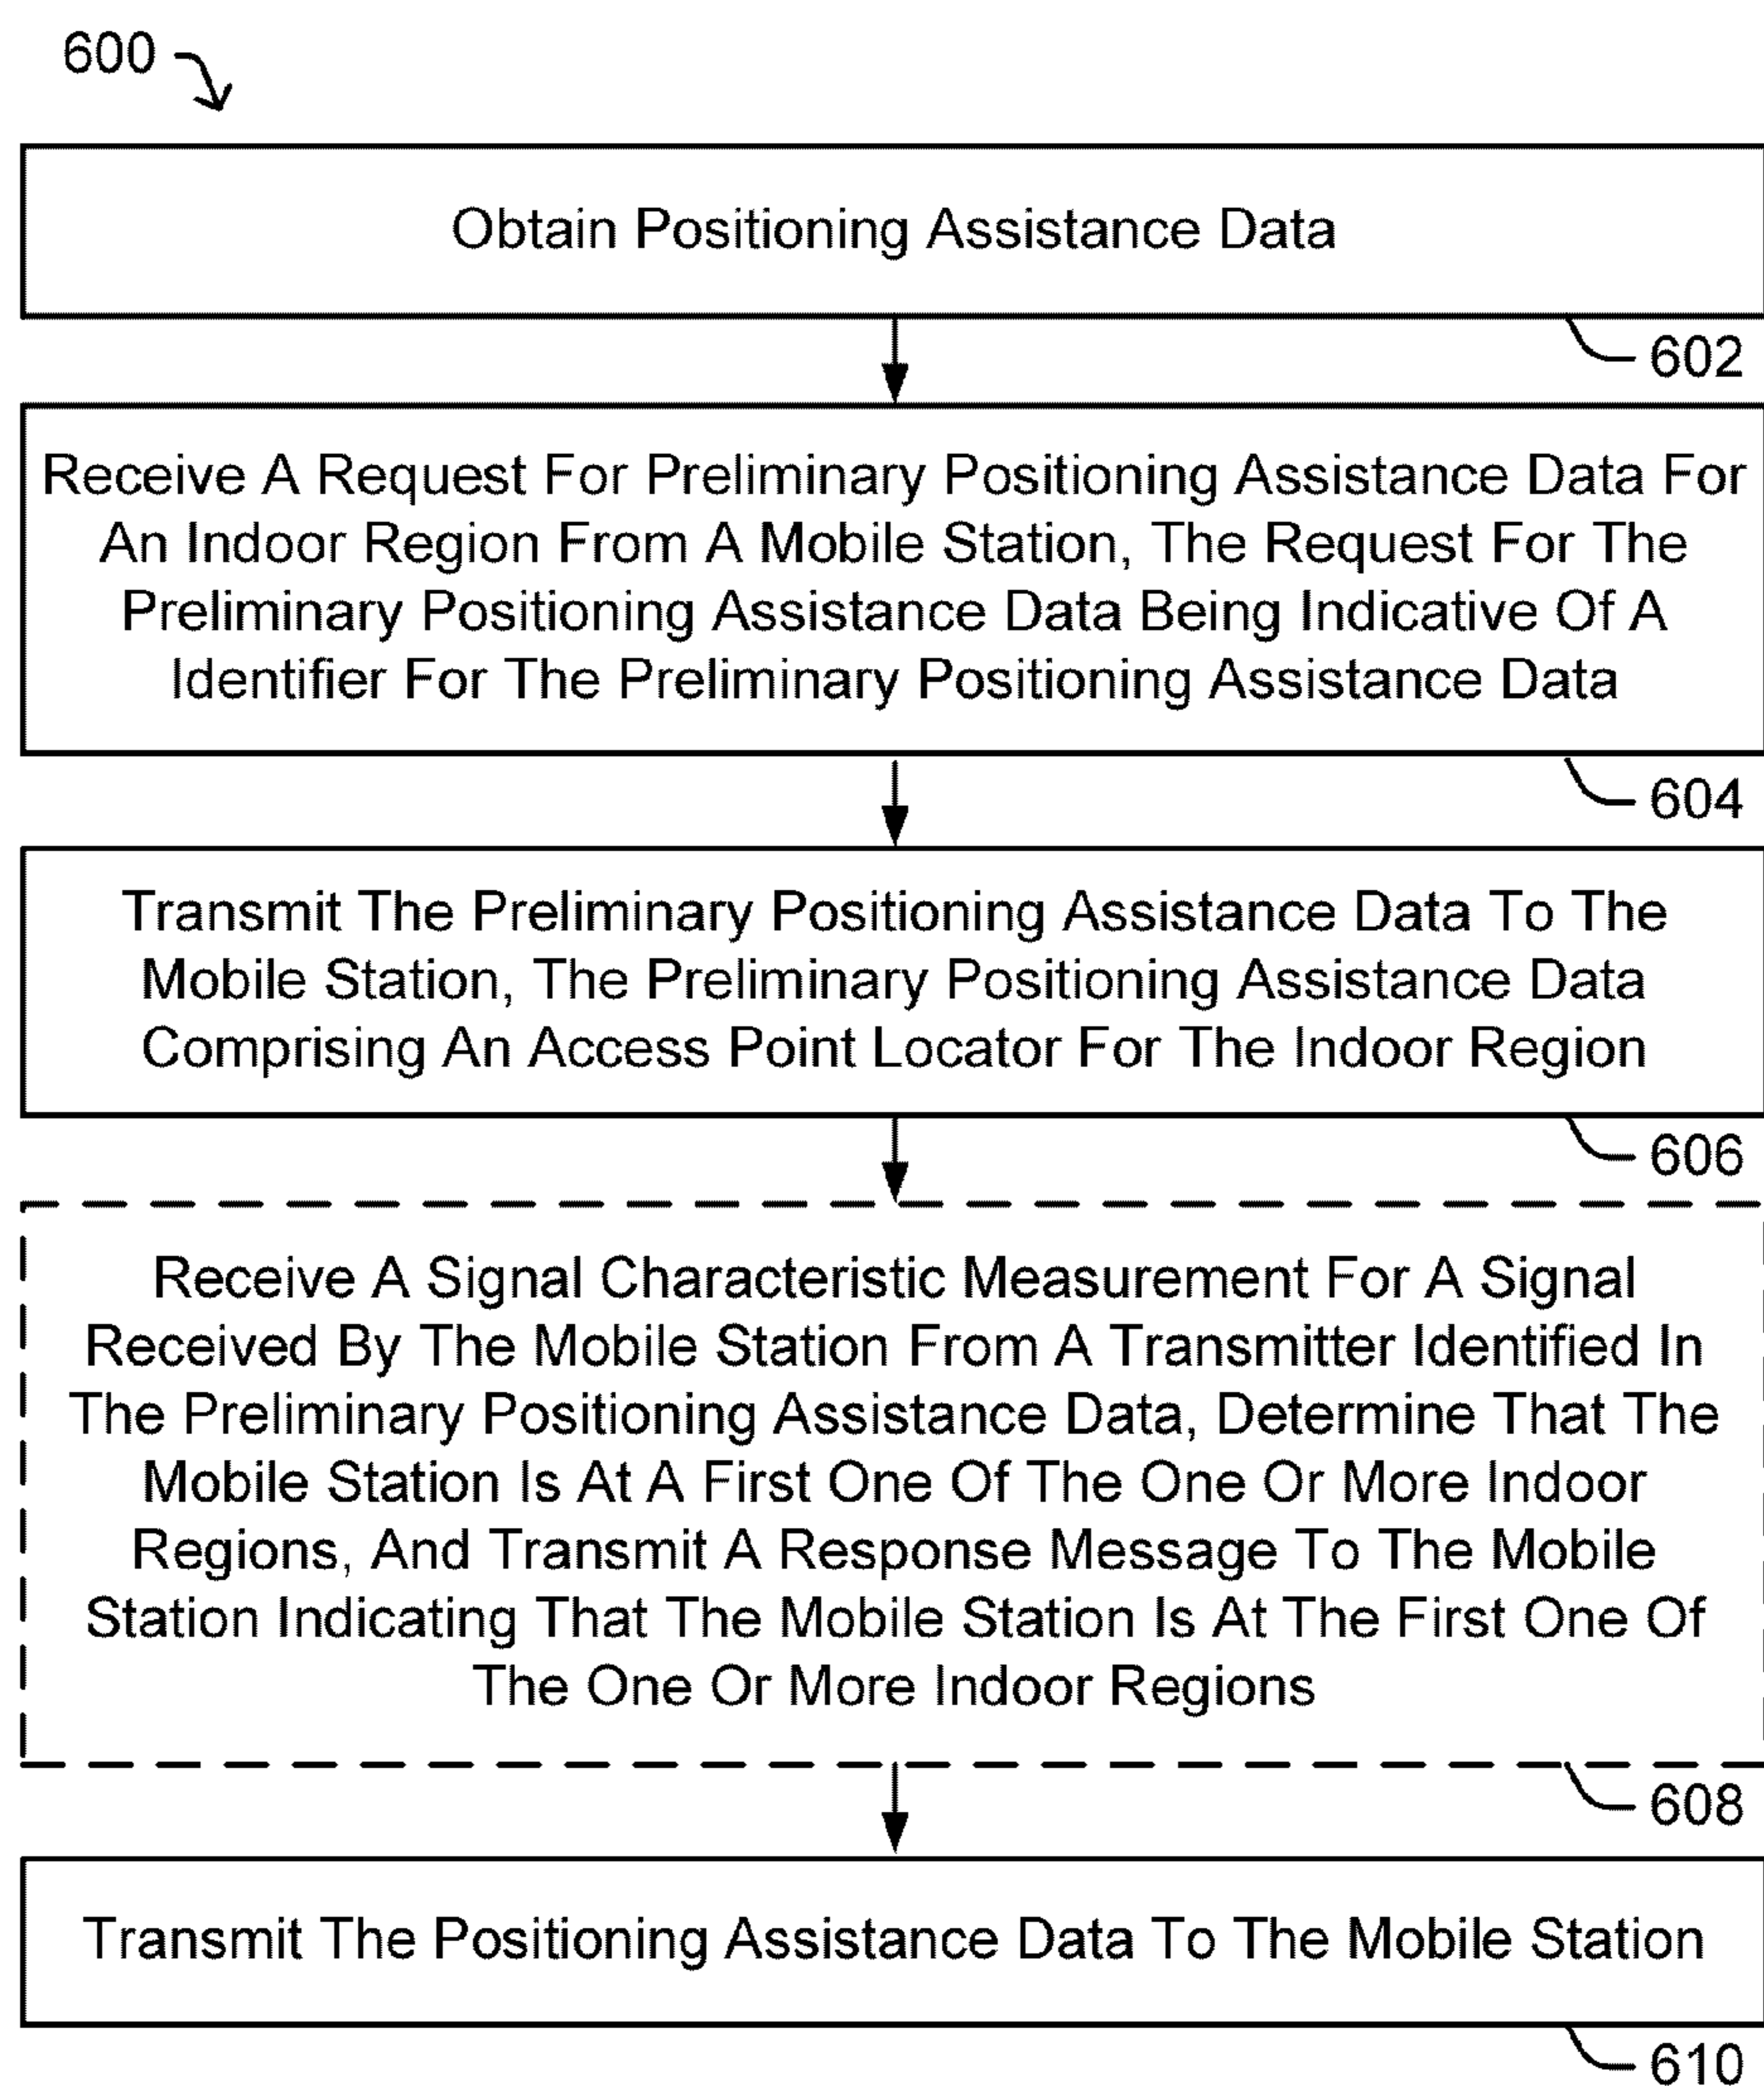 600
Obtain Positioning Assistance Data
602
Receive A Request For Preliminary Positioning Assistance Data For
An Indoor Region From A Mobile Station, The Request For The
Preliminary Positioning Assistance Data Being Indicative Of A
Identifier For The Preliminary Positioning Assistance Data
604
Transmit The Preliminary Positioning Assistance Data To The
Mobile Station, The Preliminary Positioning Assistance Data
Comprising An Access Point Locator For The Indoor Region
606
Receive A Signal Characteristic Measurement For A Signal
Received By The Mobile Station From A Transmitter Identified In
The Preliminary Positioning Assistance Data, Determine That The
Mobile Station Is At A First One Of The One Or More Indoor
Regions, And Transmit A Response Message To The Mobile
Station Indicating That The Mobile Station Is At The First One Of
The One Or More Indoor Regions
608
Transmit The Positioning Assistance Data To The Mobile Station
610